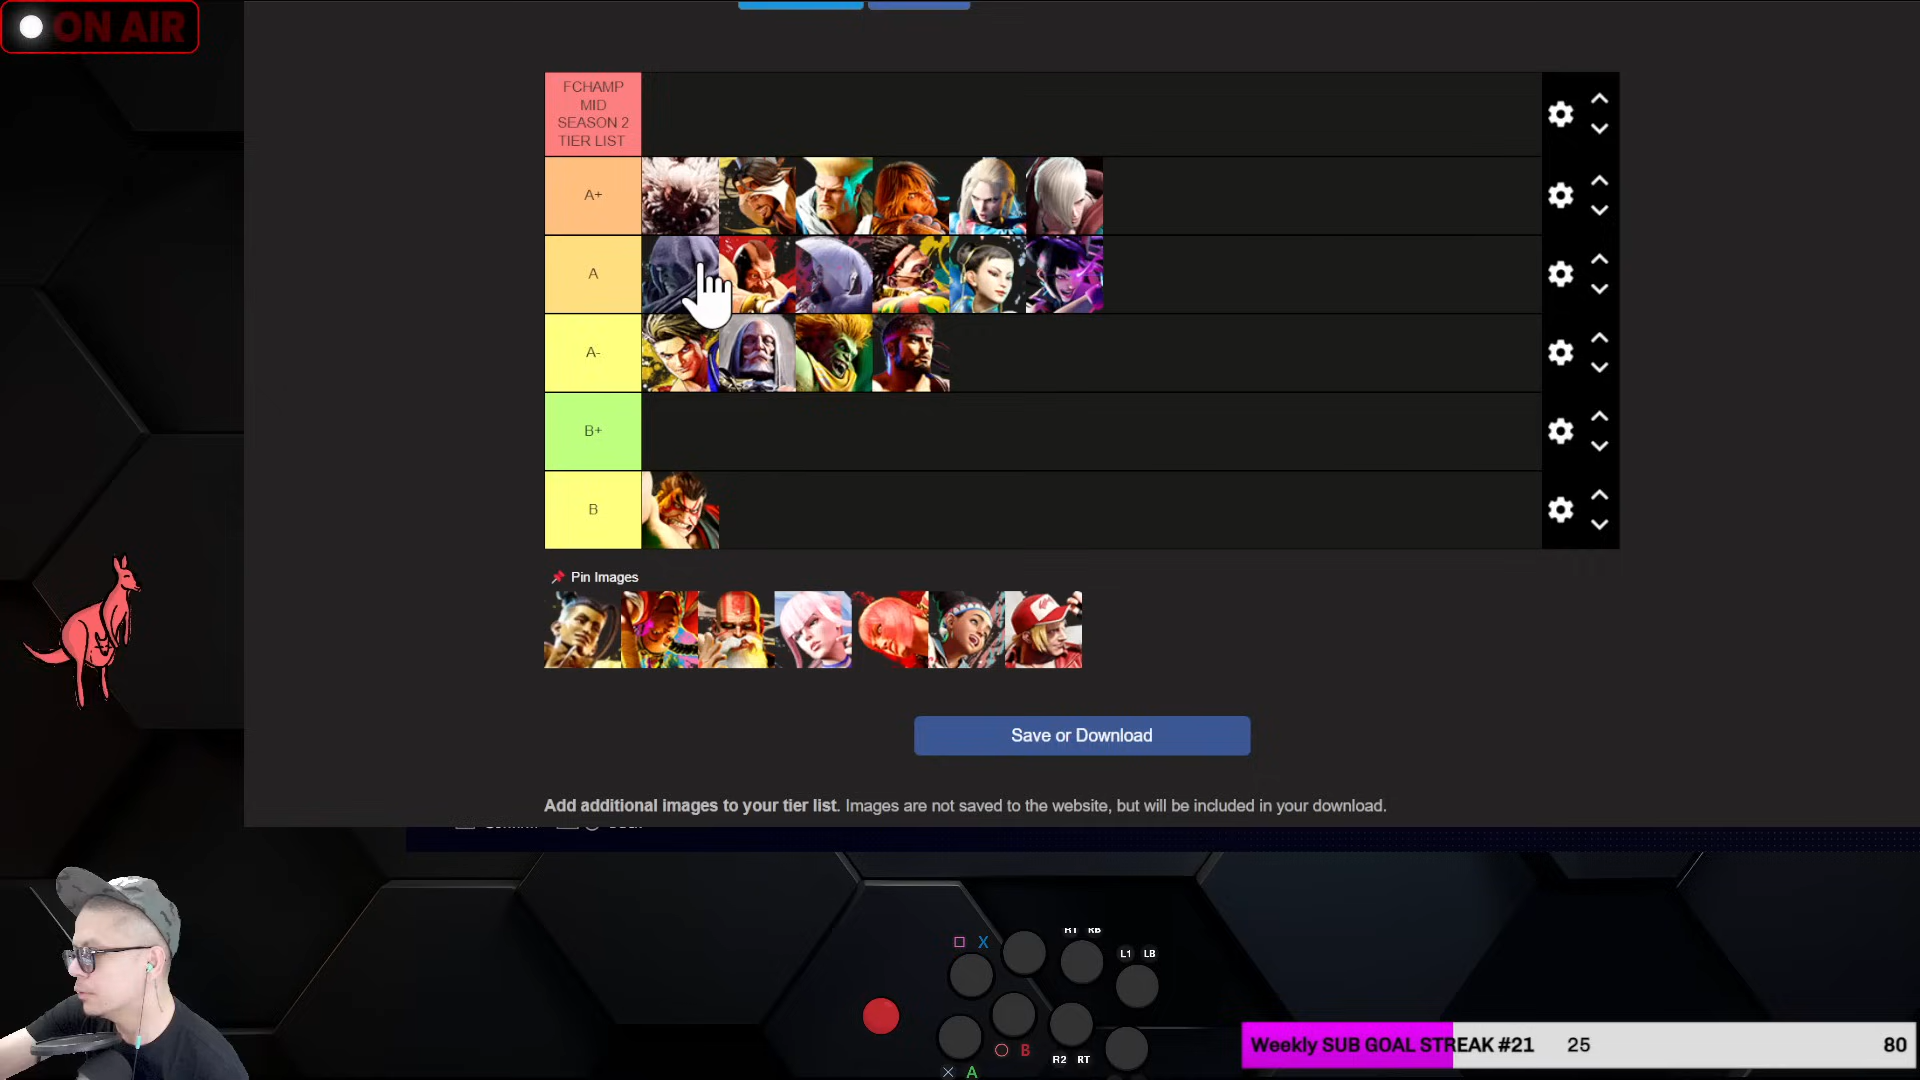 ON AIR
FCHAMP
MID
SEASON 2
TIER LIST
A+
A
A-
B+
B
Pin Images
Save or Download
Add additional images to your tier list. Images are not saved to the website, but will be included in your download.
R1 RB
X
L1 LB
B
R2 RT
A
Weekly SUB GOAL STREAK #21 25 80